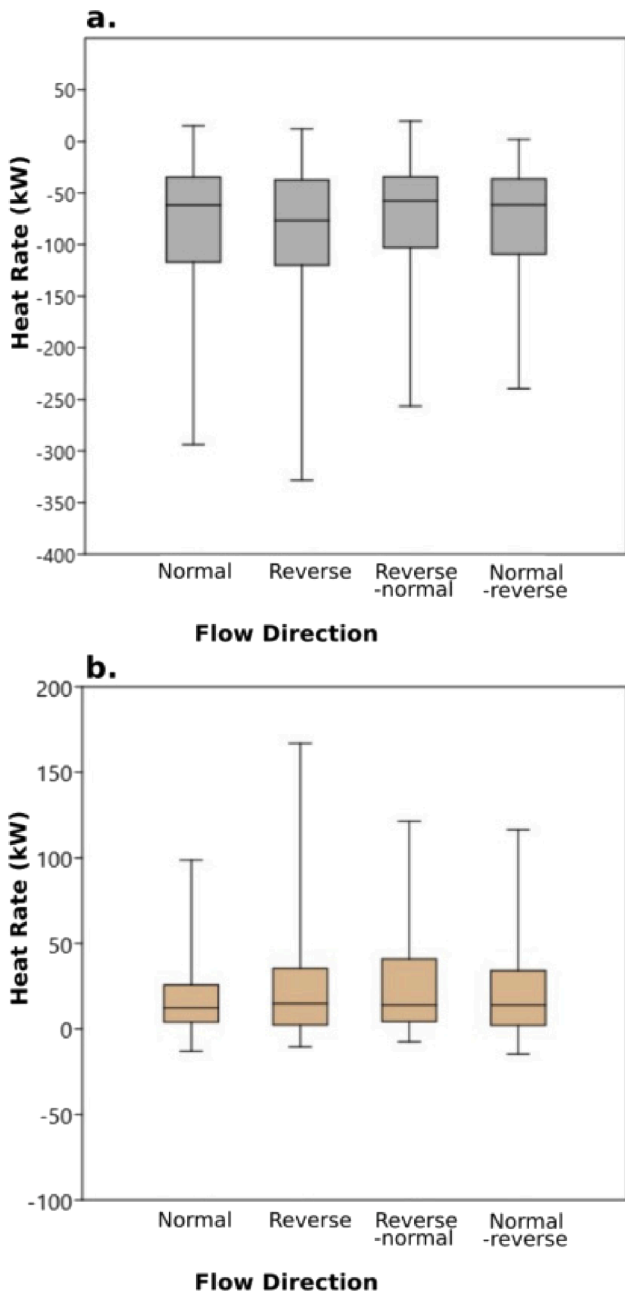 a.
Heat Rate (kW)
50
0
-50
-100
-150
-200
-250
-300
-350
-400
Normal
Reverse
Reverse
-normal
Normal
-reverse
Flow Direction
b.
Heat Rate (kW)
200
150
100
50
0
-50
-100
Normal
Reverse
Reverse
-normal
Normal
-reverse
Flow Direction